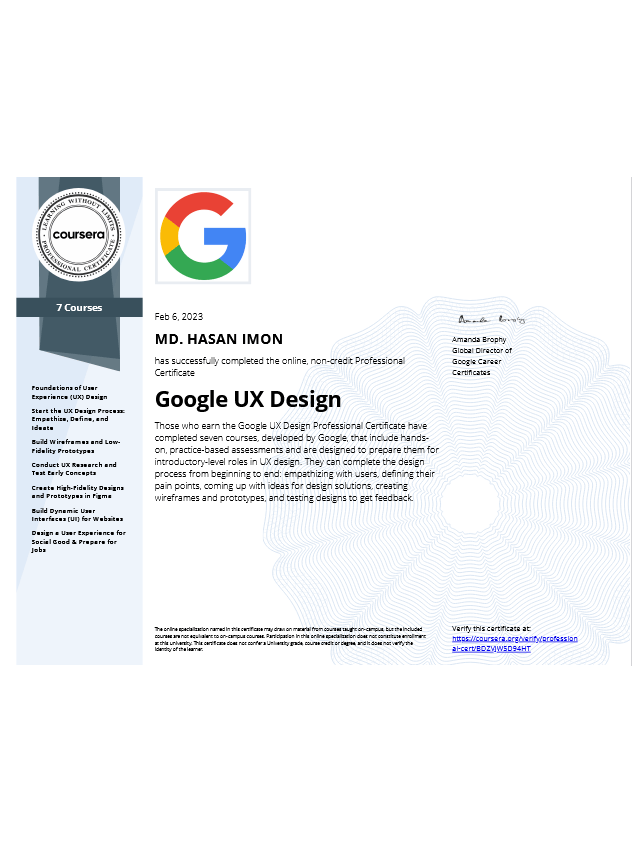 LEARNING WITHOUT LIMITS
coursera
PROFESSIONAL CERTIFICATE
7 Courses
Foundations of User
Experience (UX) Design
Start the UX Design Process:
Empathize, Define, and
Ideate
Build Wireframes and Low-
Fidelity Prototypes
Conduct UX Research and
Test Early Concepts
Create High-Fidelity Designs
and Prototypes in Figma
Build Dynamic User
Interfaces (UI) for Websites
Design a User Experience for
Social Good & Prepare for
Jobs
Feb 6, 2023
MD. HASAN IMON
has successfully completed the online, non-credit Professional
Certificate
Google UX Design
Those who earn the Google UX Design Professional Certificate have
completed seven courses, developed by Google, that include hands-
on, practice-based assessments and are designed to prepare them for
introductory-level roles in UX design. They can complete the design
process from beginning to end: empathizing with users, defining their
pain points, coming up with ideas for design solutions, creating
wireframes and prototypes, and testing designs to get feedback.
Amanda Brophy
Global Director of
Google Career
Certificates
The online specialization named in this certificate may draw on material from courses taught on-campus, but the included
courses are not equivalent to on-campus courses. Participation in this online specialization does not constitute enrollment
at this university. This certificate does not confer a University grade, course credit or degree, and it does not verify the
identity of the learner.
Verify this certificate at:
https://coursera.org/verify/profession
al-cert/BDZVJWSD94HT